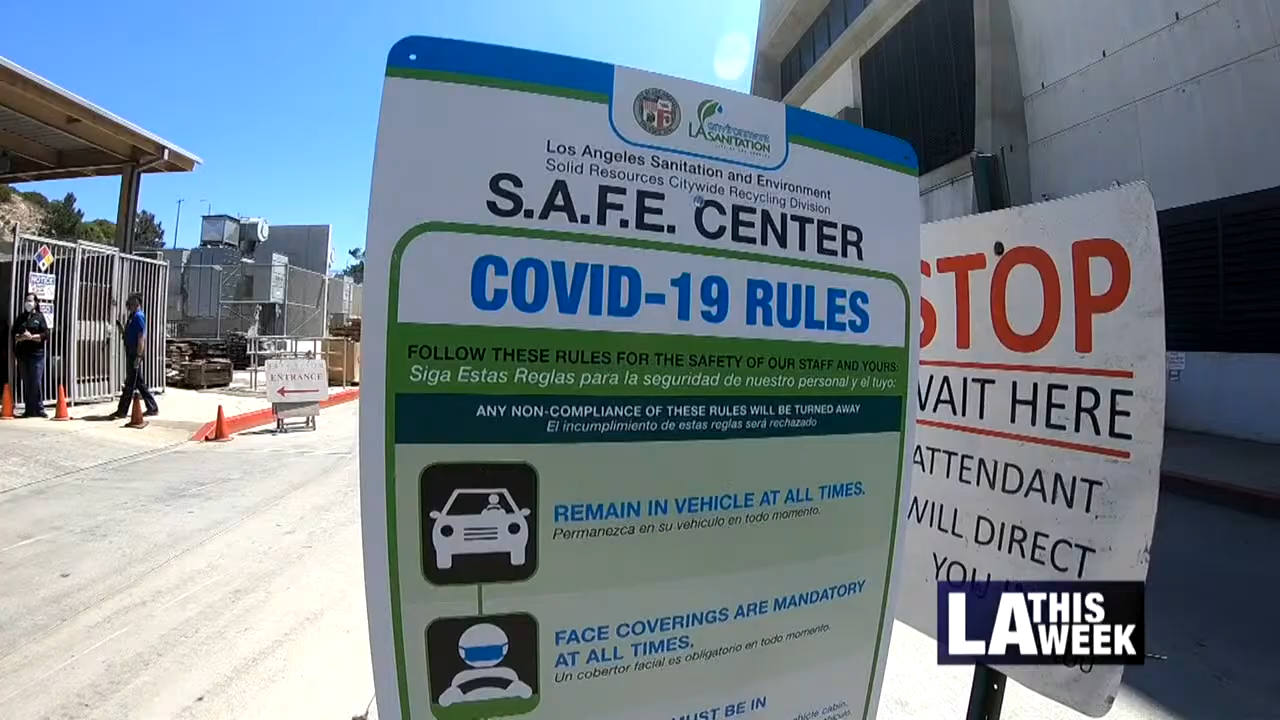 environment
LA SANITATION
Los Angeles Sanitation and Environment
Solid Resources Citywide Recycling Division
S.A.F.E. CENTER
COVID-19 RULES
FOLLOW THESE RULES FOR THE SAFETY OF OUR STAFF AND YOURS:
Siga Estas Reglas para la seguridad de nuestro personal y el tuyo:
ANY NON-COMPLIANCE OF THESE RULES WILL BE TURNED AWAY
El incumplimiento de estas reglas será rechazado
REMAIN IN VEHICLE AT ALL TIMES.
Permanezca en su vehículo en todo momento.
FACE COVERINGS ARE MANDATORY
AT ALL TIMES.
Un cobertor facial es obligatorio en todo momento.
MUST BE IN
vehicle cabin.
STOP
WAIT HERE
ATTENDANT
WILL DIRECT
YOU
NOTICE
ENTRANCE
LA THIS
WEEK